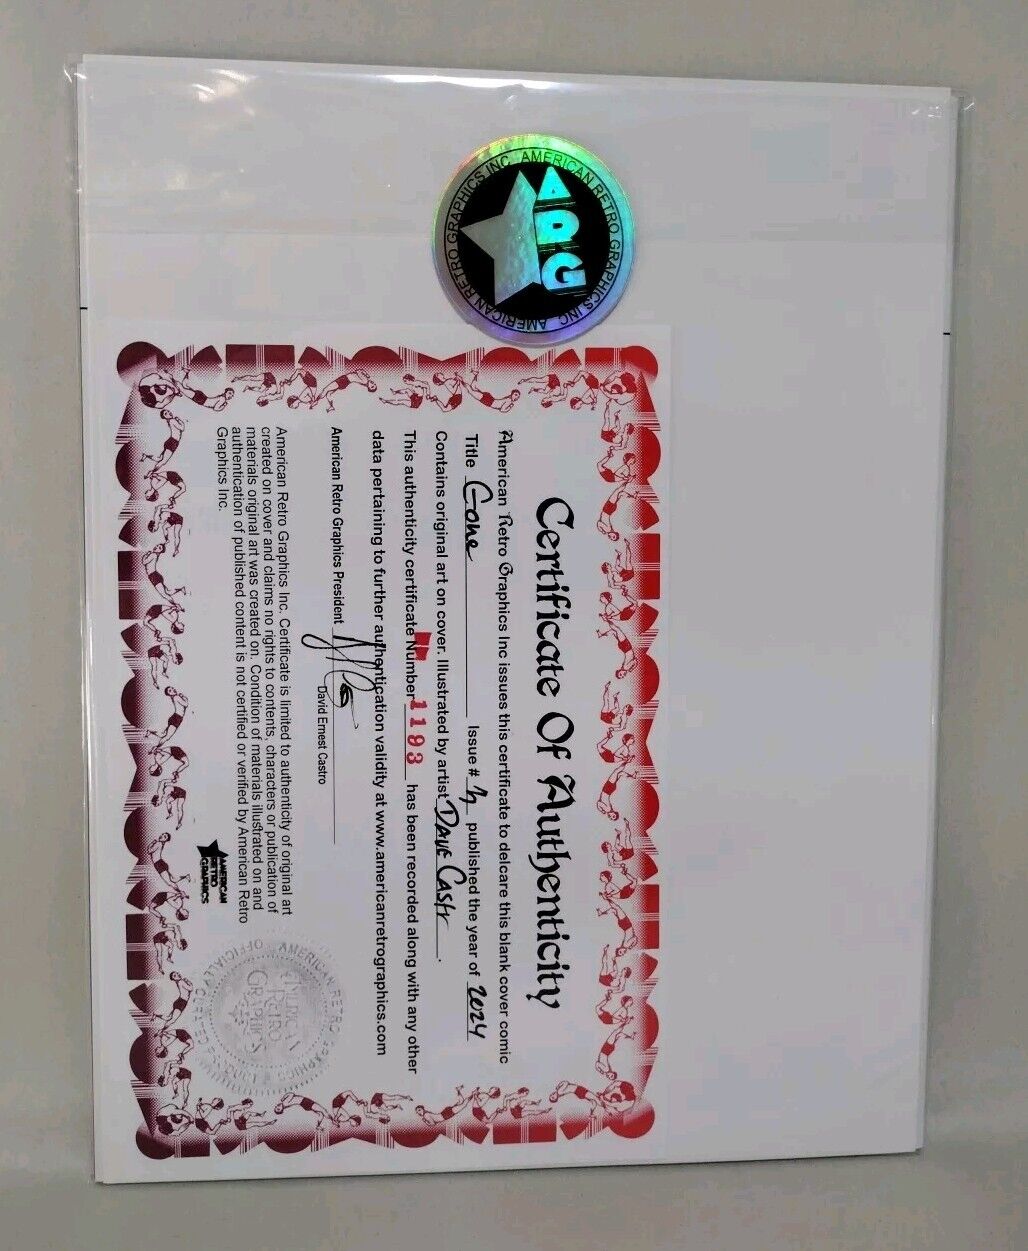 AMERICAN RETRO GRAPHICS INC. AMERICAN RETRO GRAPHICS INC.
ARG
Certificate Of Authenticity
American Retro Graphics Inc issues this certificate to delcare this blank cover comic
Title Gone Issue # published the year of 2024
Contains original art on cover. Illustrated by artist Dave Castr.
This authenticity certificate Number 1193 has been recorded along with any other
data pertaining to further authentication validity at www.americanretrographics.com
American Retro Graphics President
David Ernest Castro
American Retro Graphics Inc. Certificate is limited to authenticity of original art
created on cover and claims no rights to contents, characters or publication of
materials original art was created on. Condition of materials illustrated on and
authentication of published content is not certified or verified by American Retro
Graphics Inc.
AMERICAN
RETRO
GRAPHICS
AMERICAN
RETRO
GRAPHICS